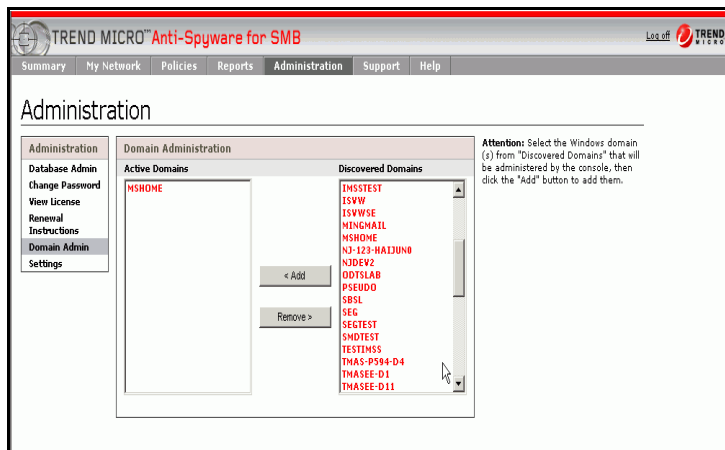 TREND MICRO™ Anti-Spyware for SMB
Log off
TREND
MICRO
Summary My Network Policies Reports Administration Support Help
Administration
Administration
Database Admin
Change Password
View License
Renewal
Instructions
Domain Admin
Settings
Domain Administration
Active Domains
MSHOME
< Add
Remove >
Discovered Domains
IMSSTEST
ISVW
ISVWSE
MINGMAIL
MSHOME
NJ-123-HAIJUN0
NJDEV2
ODTSLAB
PSEUDO
SBSL
SEG
SEGTEST
SMDTEST
TESTIMSS
TMAS-P594-D4
TMASEE-D1
TMASEE-D11
Attention: Select the Windows domain
(s) from "Discovered Domains" that will
be administered by the console, then
click the "Add" button to add them.